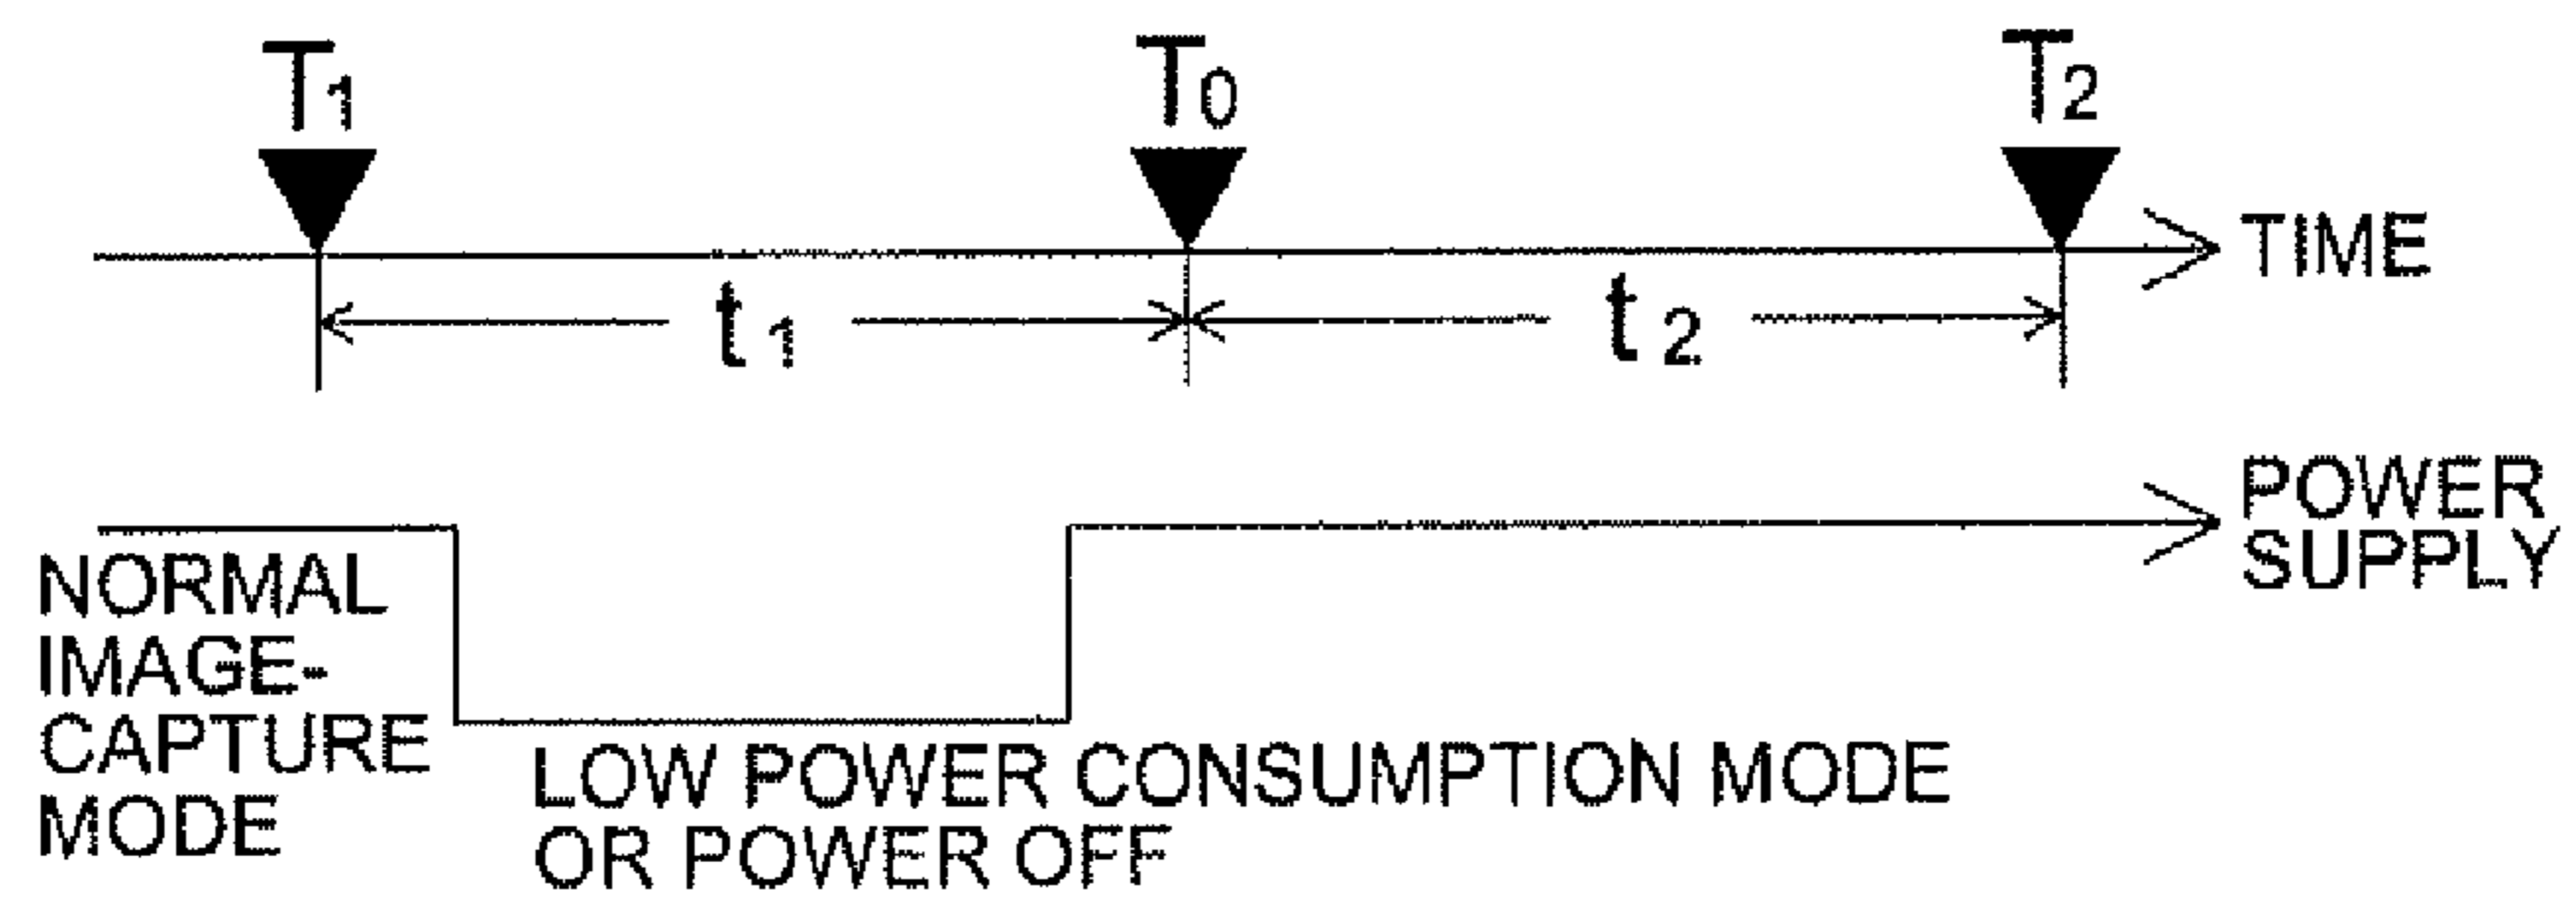 T1 T0 T2
TIME
t1 t2
POWER
SUPPLY
NORMAL
IMAGE-
CAPTURE
MODE
LOW POWER CONSUMPTION MODE
OR POWER OFF